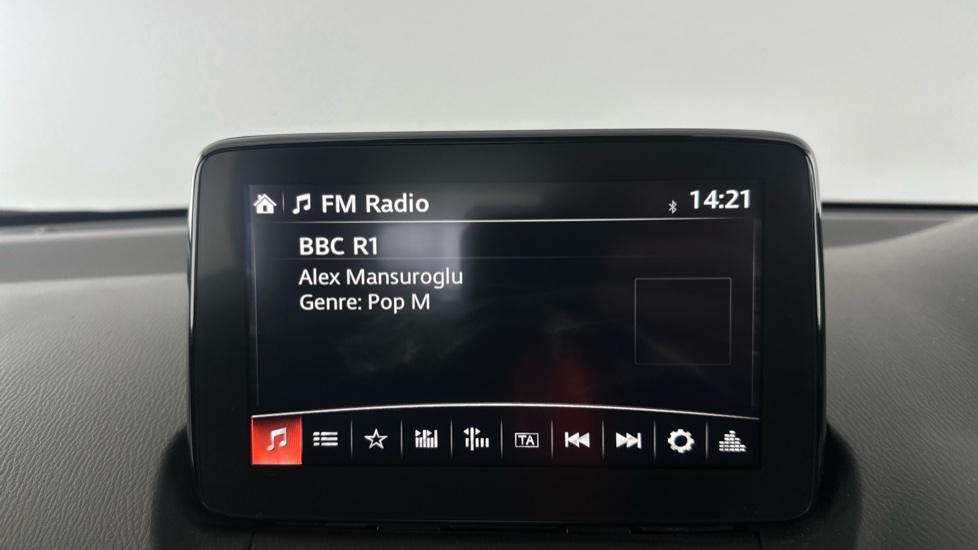 FM Radio 14:21
BBC R1
Alex Mansuroglu
Genre: Pop M
TA